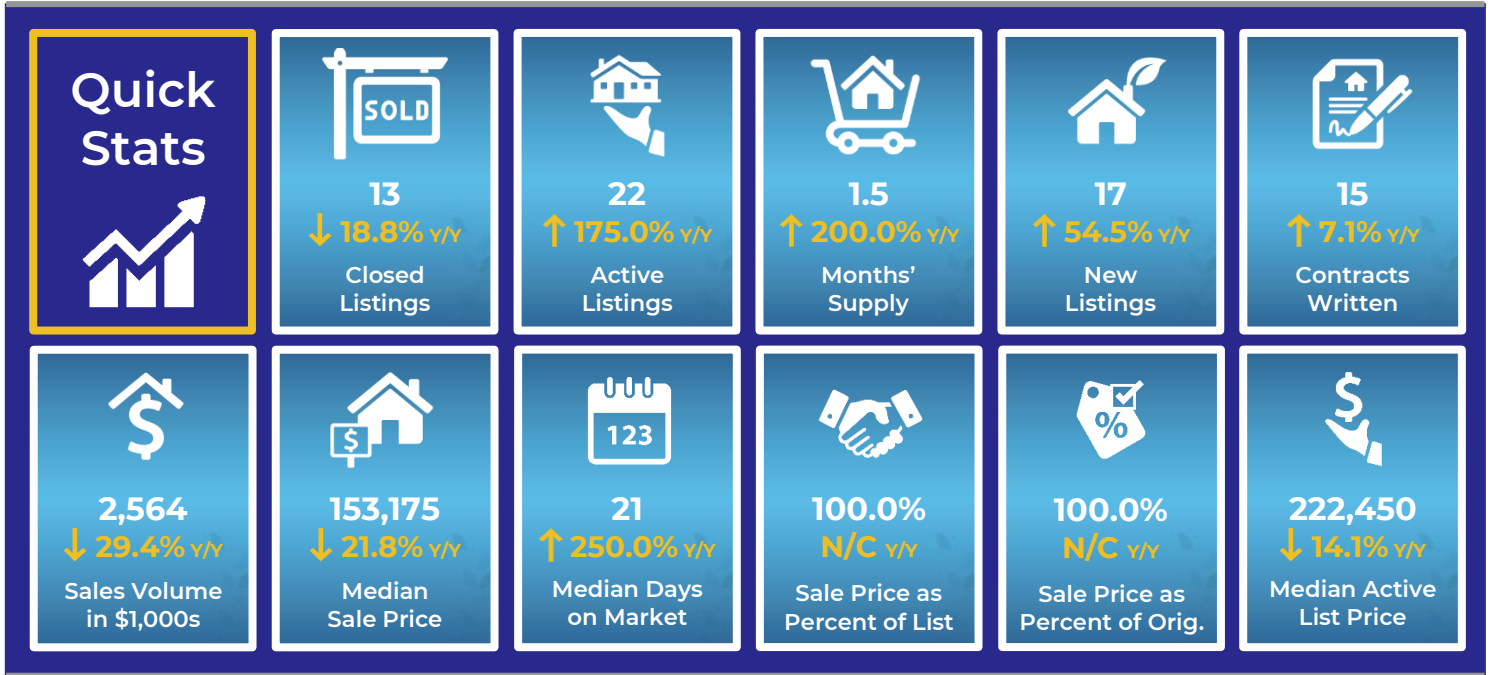 Quick
Stats
SOLD
13
↓ 18.8% Y/Y
Closed
Listings
22
↑ 175.0% Y/Y
Active
Listings
1.5
↑ 200.0% Y/Y
Months’
Supply
17
↑ 54.5% Y/Y
New
Listings
15
↑ 7.1% Y/Y
Contracts
Written
$
2,564
↓ 29.4% Y/Y
Sales Volume
in $1,000s
$
153,175
↓ 21.8% Y/Y
Median
Sale Price
123
21
↑ 250.0% Y/Y
Median Days
on Market
100.0%
N/C Y/Y
Sale Price as
Percent of List
%
100.0%
N/C Y/Y
Sale Price as
Percent of Orig.
$
222,450
↓ 14.1% Y/Y
Median Active
List Price